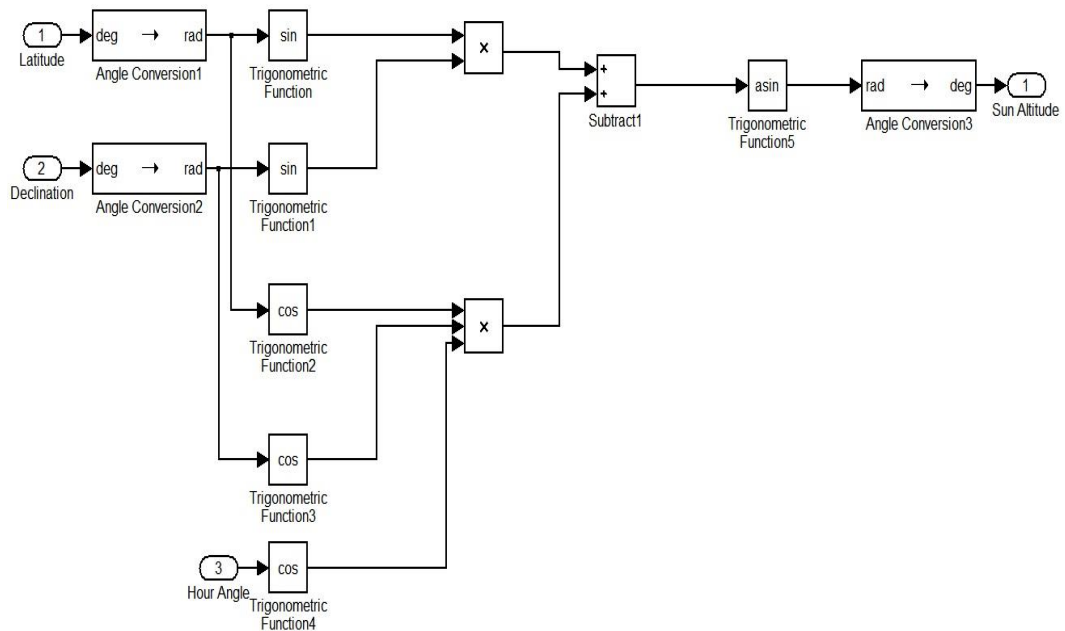 1
Latitude
deg → rad
Angle Conversion1
sin
Trigonometric
Function
×
+
+
Subtract1
asin
Trigonometric
Function5
rad → deg
Angle Conversion3
1
Sun Altitude
2
Declination
deg → rad
Angle Conversion2
sin
Trigonometric
Function1
cos
Trigonometric
Function2
×
cos
Trigonometric
Function3
3
Hour Angle
cos
Trigonometric
Function4